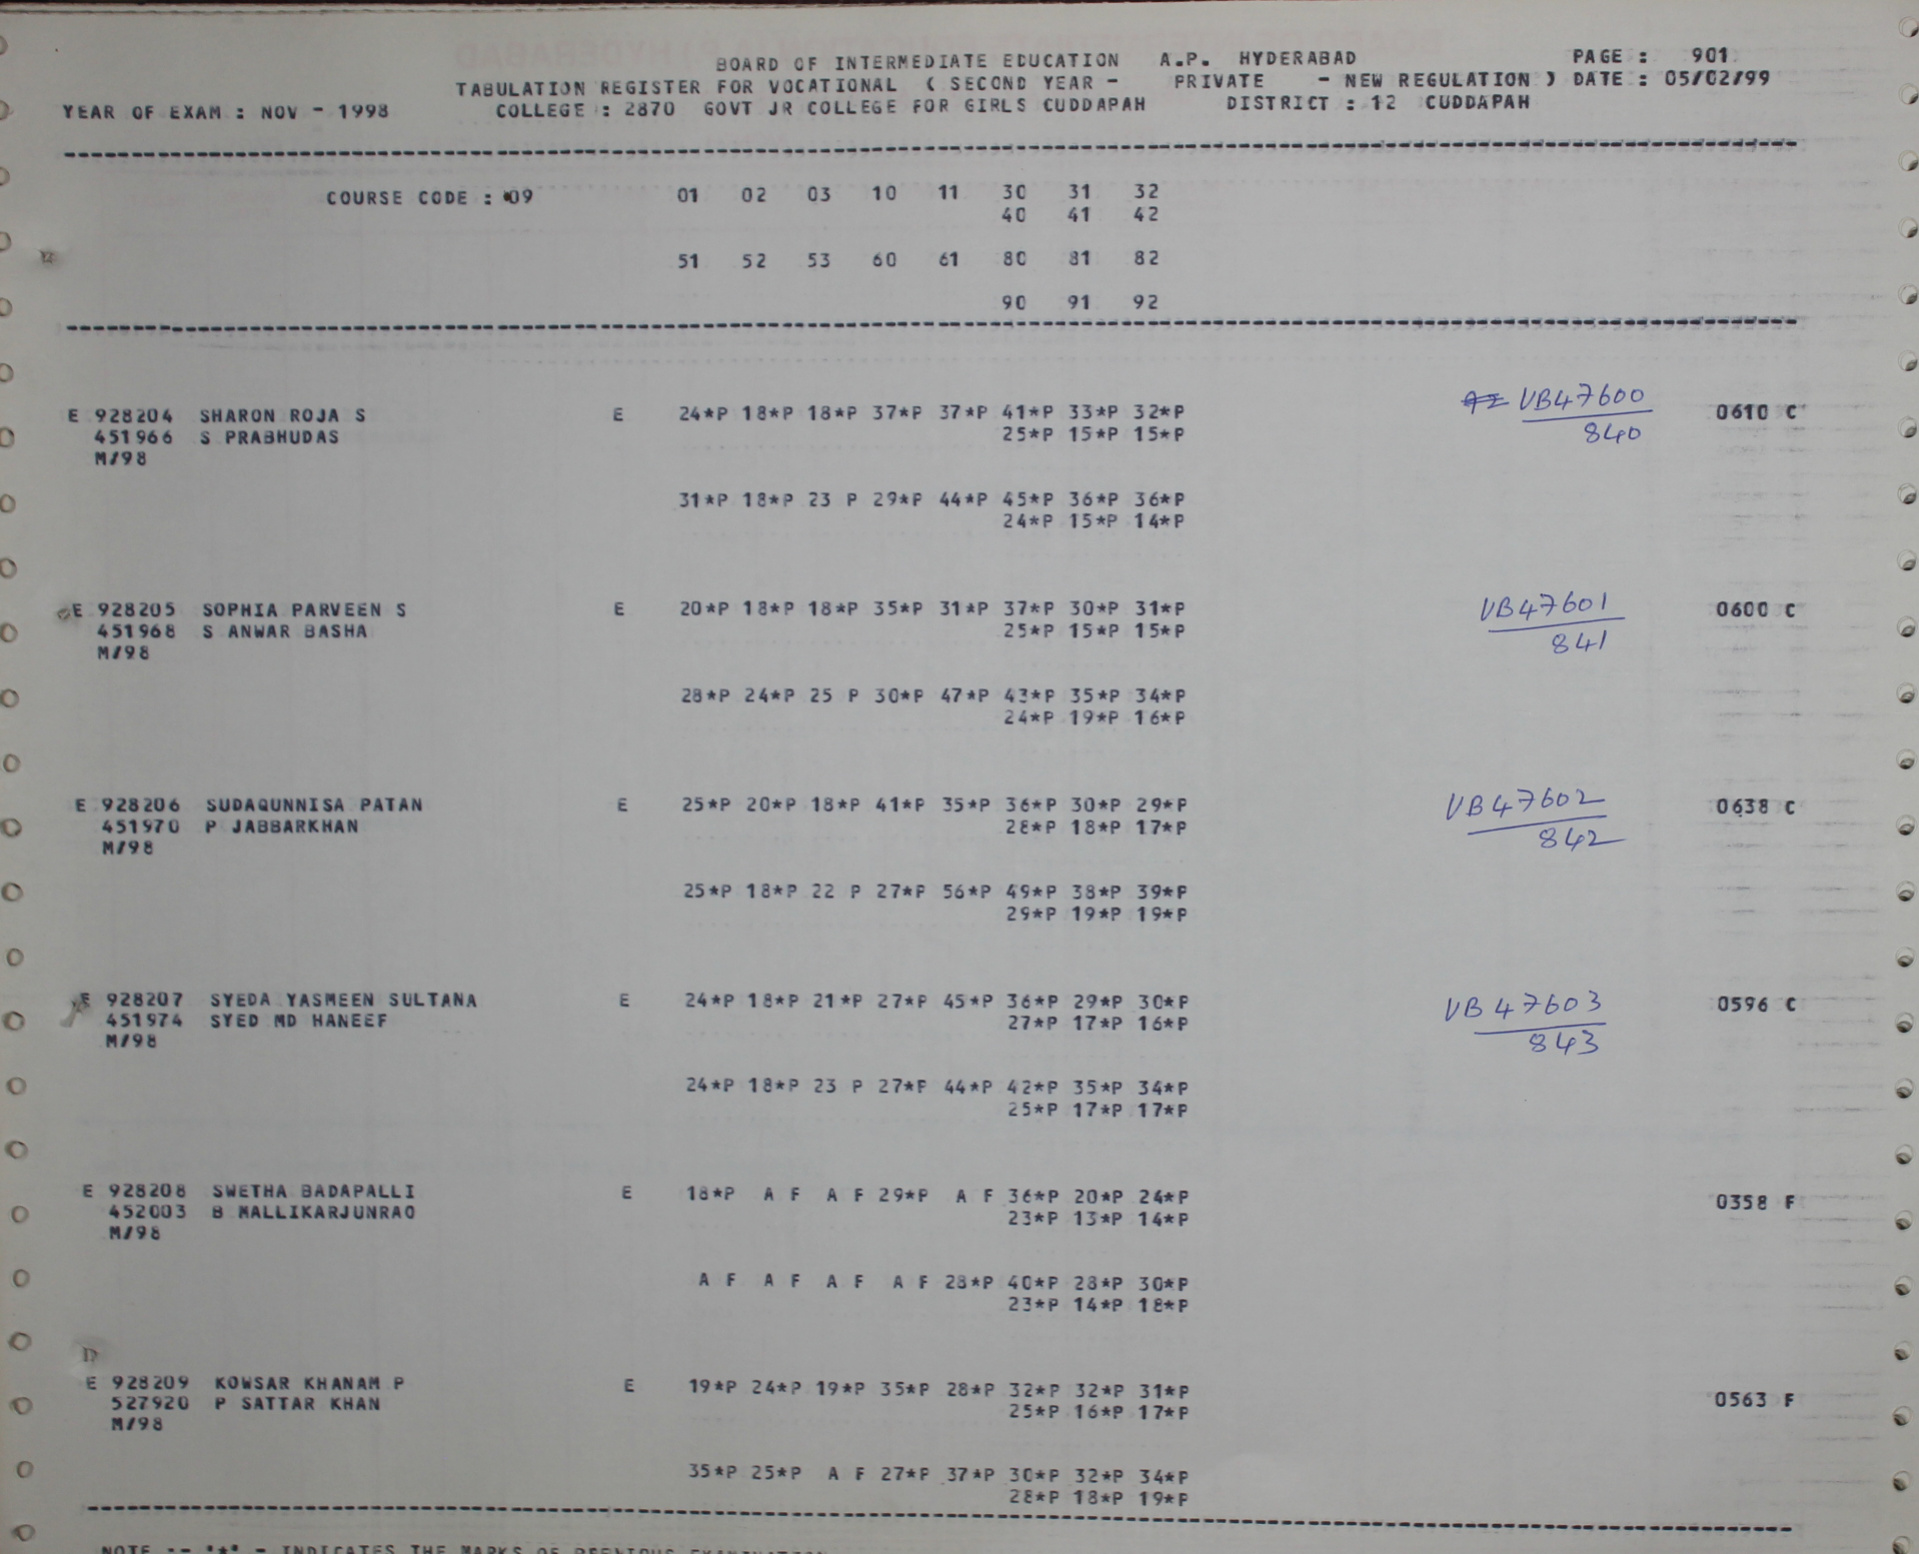 BOARD OF INTERMEDIATE EDUCATION A.P. HYDERABAD PAGE : 901
TABULATION REGISTER FOR VOCATIONAL ( SECOND YEAR - PRIVATE - NEW REGULATION ) DATE : 05/02/99
YEAR OF EXAM : NOV - 1998 COLLEGE : 2870 GOVT JR COLLEGE FOR GIRLS CUDDAPAH DISTRICT : 12 CUDDAPAH
COURSE CODE : 09 01 02 03 10 11 30 31 32
40 41 42
51 52 53 60 61 80 81 82
90 91 92
E 928204 SHARON ROJA S E 24*P 18*P 18*P 37*P 37*P 41*P 33*P 32*P VB47600 0610 C
451966 S PRABHUDAS 25*P 15*P 15*P 840
M/98
31*P 18*P 23 P 29*P 44*P 45*P 36*P 36*P
24*P 15*P 14*P
E 928205 SOPHIA PARVEEN S E 20*P 18*P 18*P 35*P 31*P 37*P 30*P 31*P VB47601 0600 C
451968 S ANWAR BASHA 25*P 15*P 15*P 841
M/98
28*P 24*P 25 P 30*P 47*P 43*P 35*P 34*P
24*P 19*P 16*P
E 928206 SUDAQUNNISA PATAN E 25*P 20*P 18*P 41*P 35*P 36*P 30*P 29*P VB47602 0638 C
451970 P JABBARKHAN 28*P 18*P 17*P 842
M/98
25*P 18*P 22 P 27*P 56*P 49*P 38*P 39*P
29*P 19*P 19*P
E 928207 SYEDA YASMEEN SULTANA E 24*P 18*P 21*P 27*P 45*P 36*P 29*P 30*P VB47603 0596 C
451974 SYED MD HANEEF 27*P 17*P 16*P 843
M/98
24*P 18*P 23 P 27*P 44*P 42*P 35*P 34*P
25*P 17*P 17*P
E 928208 SWETHA BADAPALLI E 18*P A F A F 29*P A F 36*P 20*P 24*P 0358 F
452003 B MALLIKARJUNRAO 23*P 13*P 14*P
M/98
A F A F A F A F 28*P 40*P 28*P 30*P
23*P 14*P 18*P
E 928209 KOWSAR KHANAM P E 19*P 24*P 19*P 35*P 28*P 32*P 32*P 31*P 0563 F
527920 P SATTAR KHAN 25*P 16*P 17*P
M/98
35*P 25*P A F 27*P 37*P 30*P 32*P 34*P
28*P 18*P 19*P
NOTE :- '*' - INDICATES THE MARKS OF PREVIOUS EXAMINATION